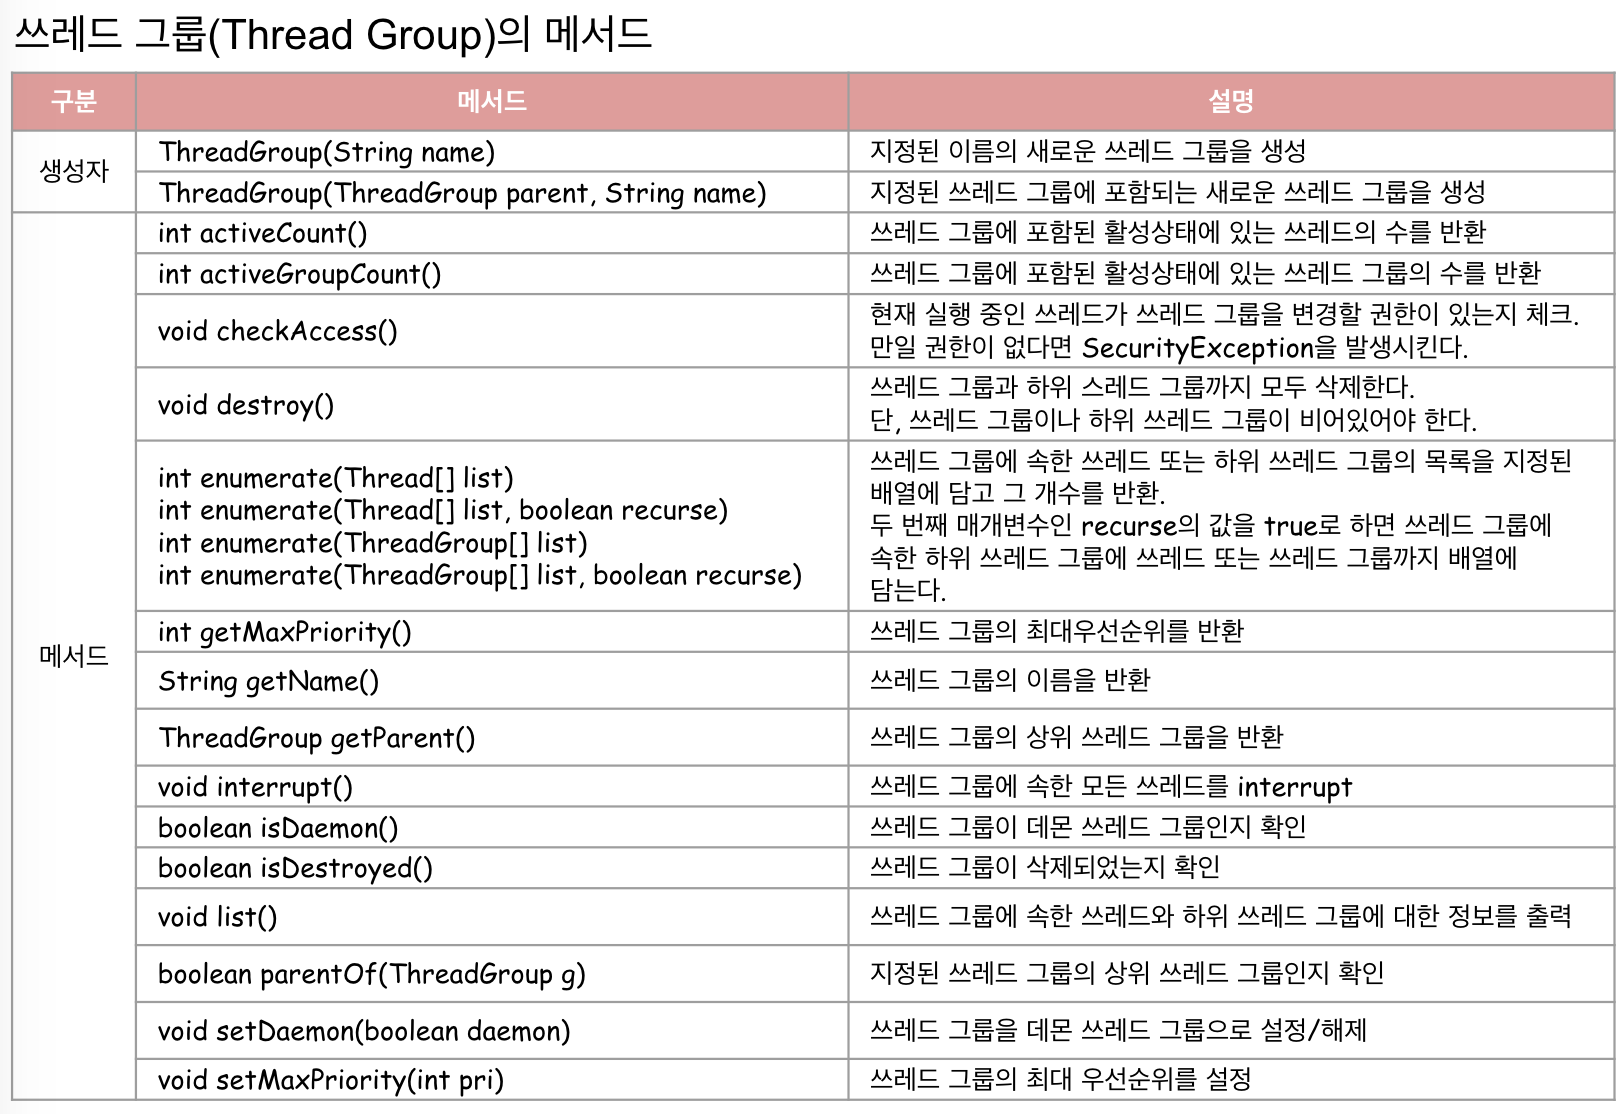 쓰레드 그룹(Thread Group)의 메서드
구분 메서드 설명
생성자
ThreadGroup(String name) 지정된 이름의 새로운 쓰레드 그룹을 생성
ThreadGroup(ThreadGroup parent, String name) 지정된 쓰레드 그룹에 포함되는 새로운 쓰레드 그룹을 생성
메서드
int activeCount() 쓰레드 그룹에 포함된 활성상태에 있는 쓰레드의 수를 반환
int activeGroupCount() 쓰레드 그룹에 포함된 활성상태에 있는 쓰레드 그룹의 수를 반환
void checkAccess()
현재 실행 중인 쓰레드가 쓰레드 그룹을 변경할 권한이 있는지 체크.
만일 권한이 없다면 SecurityException을 발생시킨다.
void destroy()
쓰레드 그룹과 하위 스레드 그룹까지 모두 삭제한다.
단, 쓰레드 그룹이나 하위 쓰레드 그룹이 비어있어야 한다.
int enumerate(Thread[] list)
int enumerate(Thread[] list, boolean recurse)
int enumerate(ThreadGroup[] list)
int enumerate(ThreadGroup[] list, boolean recurse)
쓰레드 그룹에 속한 쓰레드 또는 하위 쓰레드 그룹의 목록을 지정된
배열에 담고 그 개수를 반환.
두 번째 매개변수인 recurse의 값을 true로 하면 쓰레드 그룹에
속한 하위 쓰레드 그룹에 쓰레드 또는 쓰레드 그룹까지 배열에
담는다.
int getMaxPriority() 쓰레드 그룹의 최대우선순위를 반환
String getName() 쓰레드 그룹의 이름을 반환
ThreadGroup getParent() 쓰레드 그룹의 상위 쓰레드 그룹을 반환
void interrupt() 쓰레드 그룹에 속한 모든 쓰레드를 interrupt
boolean isDaemon() 쓰레드 그룹이 데몬 쓰레드 그룹인지 확인
boolean isDestroyed() 쓰레드 그룹이 삭제되었는지 확인
void list() 쓰레드 그룹에 속한 쓰레드와 하위 쓰레드 그룹에 대한 정보를 출력
boolean parentOf(ThreadGroup g) 지정된 쓰레드 그룹의 상위 쓰레드 그룹인지 확인
void setDaemon(boolean daemon) 쓰레드 그룹을 데몬 쓰레드 그룹으로 설정/해제
void setMaxPriority(int pri) 쓰레드 그룹의 최대 우선순위를 설정